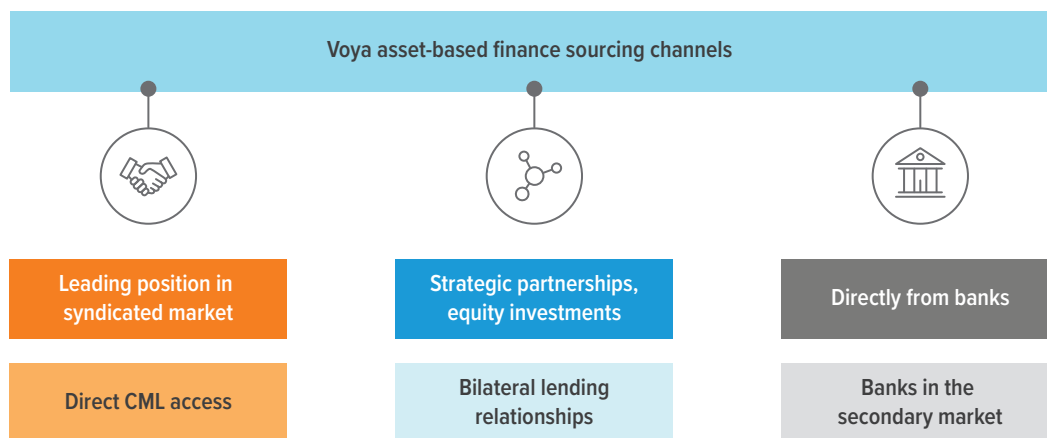 Voya asset-based finance sourcing channels
Leading position in
syndicated market
Strategic partnerships,
equity investments
Directly from banks
Direct CML access
Bilateral lending
relationships
Banks in the
secondary market